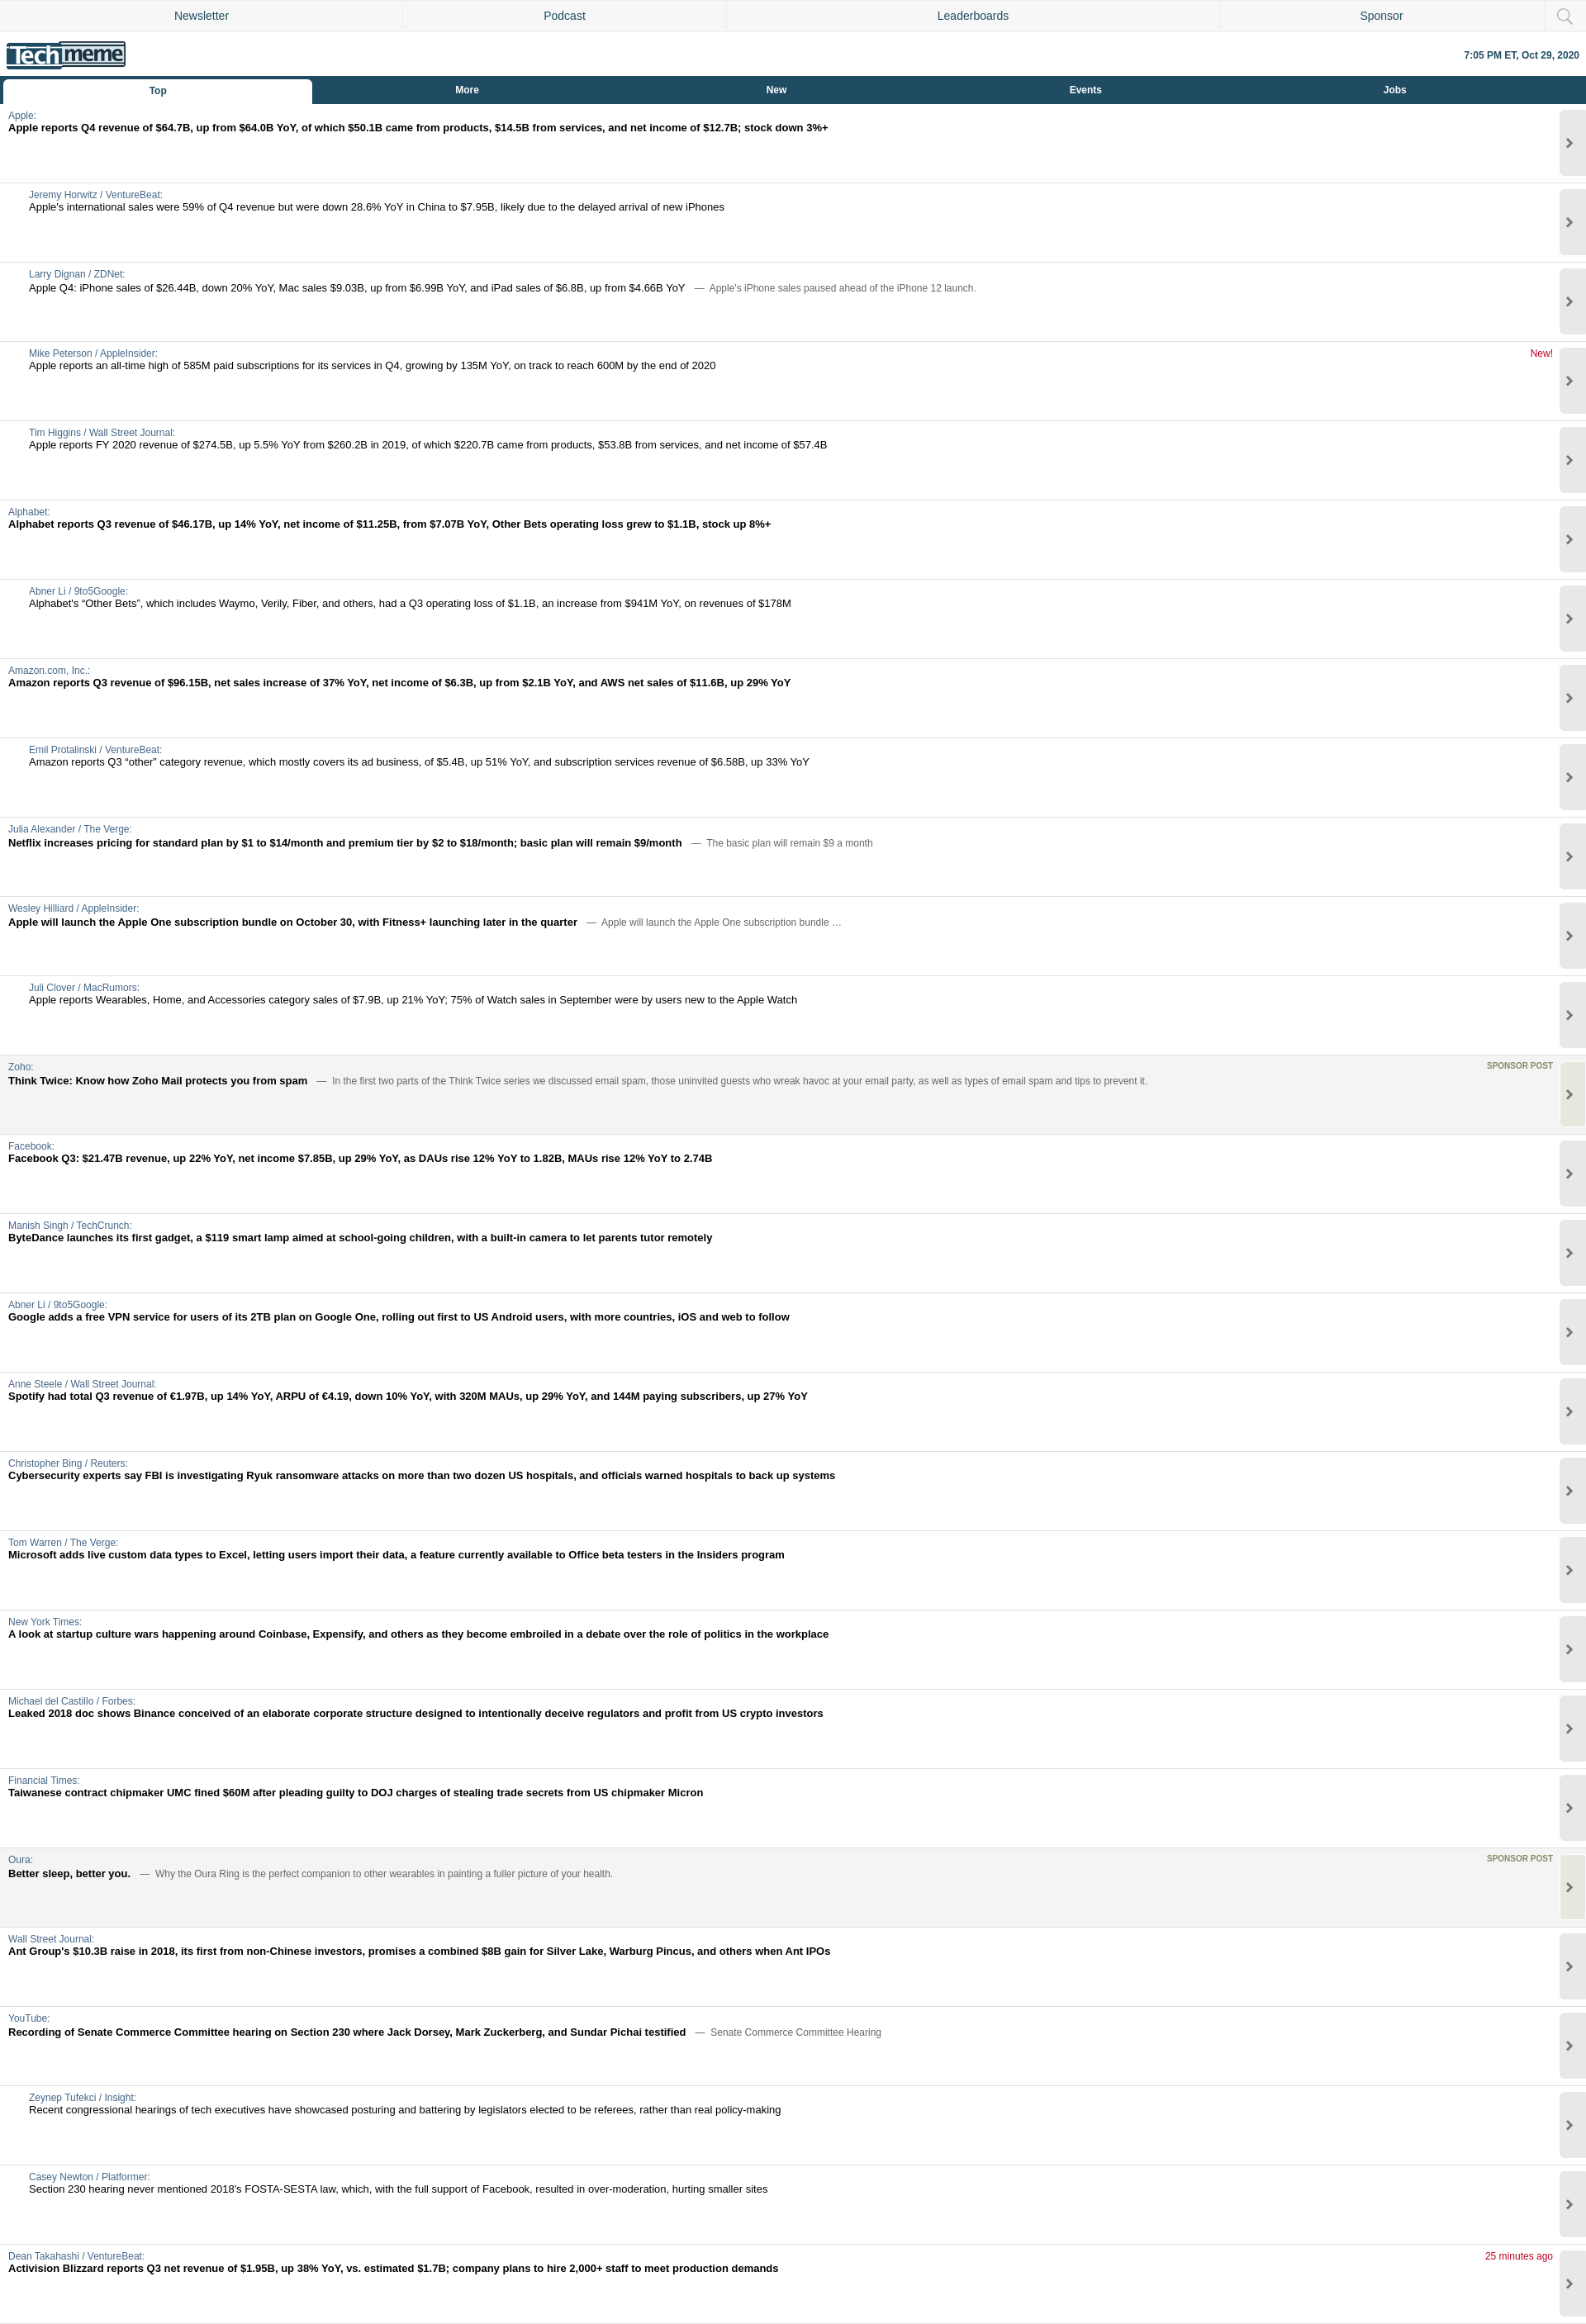 Newsletter Podcast Leaderboards Sponsor
Techmeme 7:05 PM ET, Oct 29, 2020
Top More New Events Jobs
Apple:
Apple reports Q4 revenue of $64.7B, up from $64.0B YoY, of which $50.1B came from products, $14.5B from services, and net income of $12.7B; stock down 3%+
Jeremy Horwitz / VentureBeat:
Apple's international sales were 59% of Q4 revenue but were down 28.6% YoY in China to $7.95B, likely due to the delayed arrival of new iPhones
Larry Dignan / ZDNet:
Apple Q4: iPhone sales of $26.44B, down 20% YoY, Mac sales $9.03B, up from $6.99B YoY, and iPad sales of $6.8B, up from $4.66B YoY — Apple's iPhone sales paused ahead of the iPhone 12 launch.
Mike Peterson / AppleInsider: New!
Apple reports an all-time high of 585M paid subscriptions for its services in Q4, growing by 135M YoY, on track to reach 600M by the end of 2020
Tim Higgins / Wall Street Journal:
Apple reports FY 2020 revenue of $274.5B, up 5.5% YoY from $260.2B in 2019, of which $220.7B came from products, $53.8B from services, and net income of $57.4B
Alphabet:
Alphabet reports Q3 revenue of $46.17B, up 14% YoY, net income of $11.25B, from $7.07B YoY, Other Bets operating loss grew to $1.1B, stock up 8%+
Abner Li / 9to5Google:
Alphabet's “Other Bets”, which includes Waymo, Verily, Fiber, and others, had a Q3 operating loss of $1.1B, an increase from $941M YoY, on revenues of $178M
Amazon.com, Inc.:
Amazon reports Q3 revenue of $96.15B, net sales increase of 37% YoY, net income of $6.3B, up from $2.1B YoY, and AWS net sales of $11.6B, up 29% YoY
Emil Protalinski / VentureBeat:
Amazon reports Q3 “other” category revenue, which mostly covers its ad business, of $5.4B, up 51% YoY, and subscription services revenue of $6.58B, up 33% YoY
Julia Alexander / The Verge:
Netflix increases pricing for standard plan by $1 to $14/month and premium tier by $2 to $18/month; basic plan will remain $9/month — The basic plan will remain $9 a month
Wesley Hilliard / AppleInsider:
Apple will launch the Apple One subscription bundle on October 30, with Fitness+ launching later in the quarter — Apple will launch the Apple One subscription bundle …
Juli Clover / MacRumors:
Apple reports Wearables, Home, and Accessories category sales of $7.9B, up 21% YoY; 75% of Watch sales in September were by users new to the Apple Watch
Zoho: SPONSOR POST
Think Twice: Know how Zoho Mail protects you from spam — In the first two parts of the Think Twice series we discussed email spam, those uninvited guests who wreak havoc at your email party, as well as types of email spam and tips to prevent it.
Facebook:
Facebook Q3: $21.47B revenue, up 22% YoY, net income $7.85B, up 29% YoY, as DAUs rise 12% YoY to 1.82B, MAUs rise 12% YoY to 2.74B
Manish Singh / TechCrunch:
ByteDance launches its first gadget, a $119 smart lamp aimed at school-going children, with a built-in camera to let parents tutor remotely
Abner Li / 9to5Google:
Google adds a free VPN service for users of its 2TB plan on Google One, rolling out first to US Android users, with more countries, iOS and web to follow
Anne Steele / Wall Street Journal:
Spotify had total Q3 revenue of €1.97B, up 14% YoY, ARPU of €4.19, down 10% YoY, with 320M MAUs, up 29% YoY, and 144M paying subscribers, up 27% YoY
Christopher Bing / Reuters:
Cybersecurity experts say FBI is investigating Ryuk ransomware attacks on more than two dozen US hospitals, and officials warned hospitals to back up systems
Tom Warren / The Verge:
Microsoft adds live custom data types to Excel, letting users import their data, a feature currently available to Office beta testers in the Insiders program
New York Times:
A look at startup culture wars happening around Coinbase, Expensify, and others as they become embroiled in a debate over the role of politics in the workplace
Michael del Castillo / Forbes:
Leaked 2018 doc shows Binance conceived of an elaborate corporate structure designed to intentionally deceive regulators and profit from US crypto investors
Financial Times:
Taiwanese contract chipmaker UMC fined $60M after pleading guilty to DOJ charges of stealing trade secrets from US chipmaker Micron
Oura: SPONSOR POST
Better sleep, better you. — Why the Oura Ring is the perfect companion to other wearables in painting a fuller picture of your health.
Wall Street Journal:
Ant Group's $10.3B raise in 2018, its first from non-Chinese investors, promises a combined $8B gain for Silver Lake, Warburg Pincus, and others when Ant IPOs
YouTube:
Recording of Senate Commerce Committee hearing on Section 230 where Jack Dorsey, Mark Zuckerberg, and Sundar Pichai testified — Senate Commerce Committee Hearing
Zeynep Tufekci / Insight:
Recent congressional hearings of tech executives have showcased posturing and battering by legislators elected to be referees, rather than real policy-making
Casey Newton / Platformer:
Section 230 hearing never mentioned 2018's FOSTA-SESTA law, which, with the full support of Facebook, resulted in over-moderation, hurting smaller sites
Dean Takahashi / VentureBeat: 25 minutes ago
Activision Blizzard reports Q3 net revenue of $1.95B, up 38% YoY, vs. estimated $1.7B; company plans to hire 2,000+ staff to meet production demands